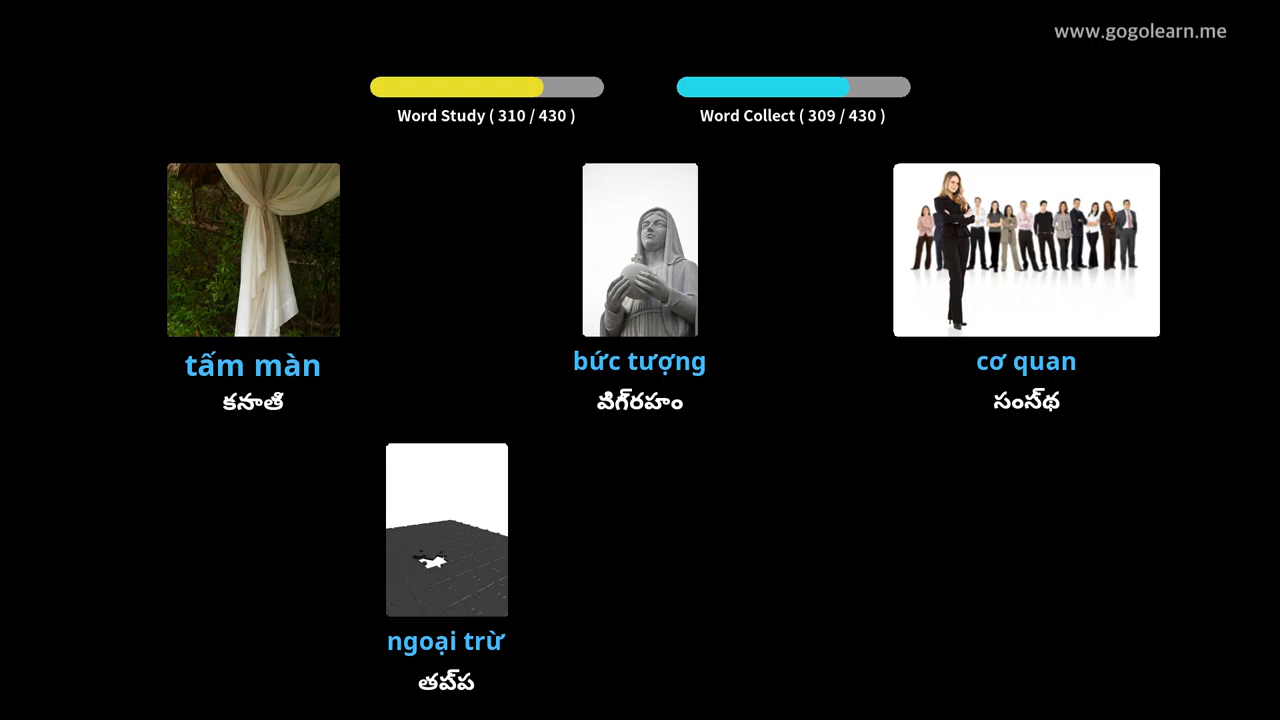 www.gogolearn.me
Word Study ( 310 / 430 )
Word Collect ( 309 / 430 )
tấm màn
bức tượng
cơ quan
కనాతి
విగ్రహం
సంస్థ
ngoại trừ
తప్ప